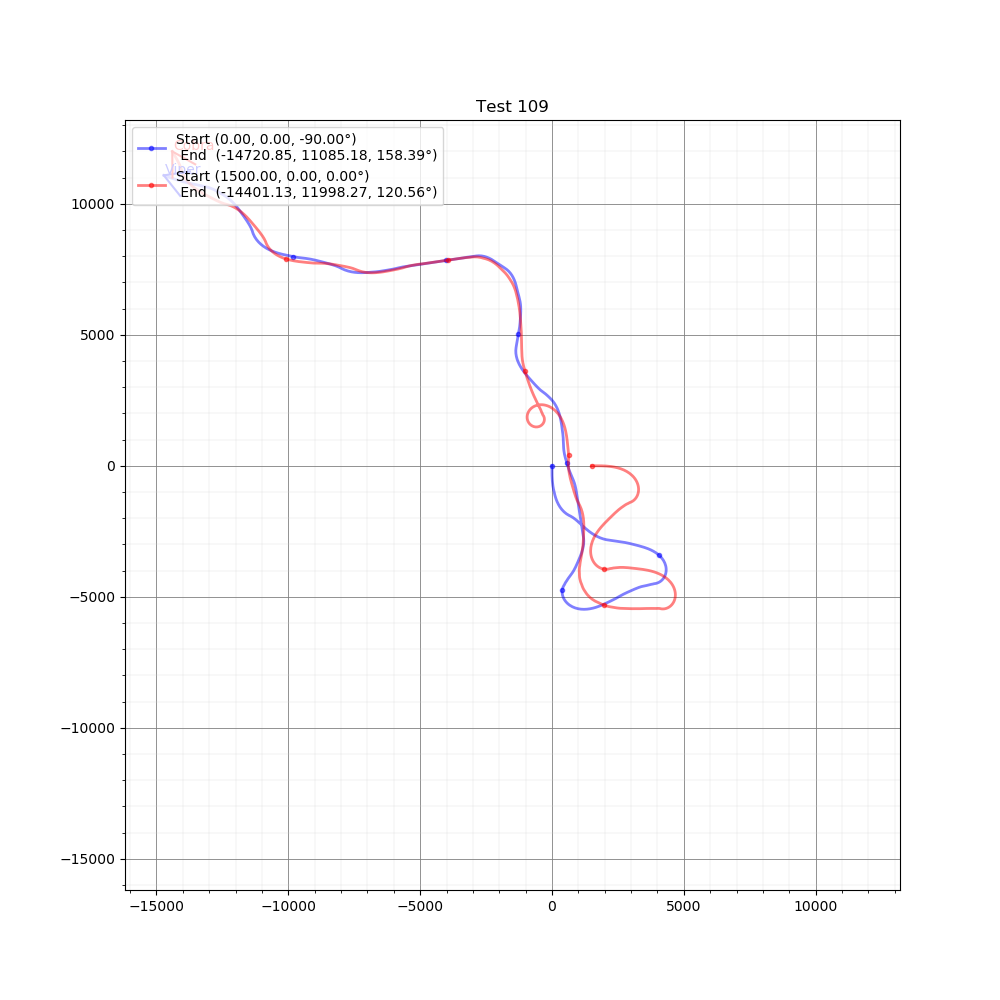 Test 109
Start (0.00, 0.00, -90.00°)
End (-14720.85, 11085.18, 158.39°)
Start (1500.00, 0.00, 0.00°)
End (-14401.13, 11998.27, 120.56°)
Viper
10000
5000
0
−5000
−10000
−15000
−15000
−10000
−5000
0
5000
10000